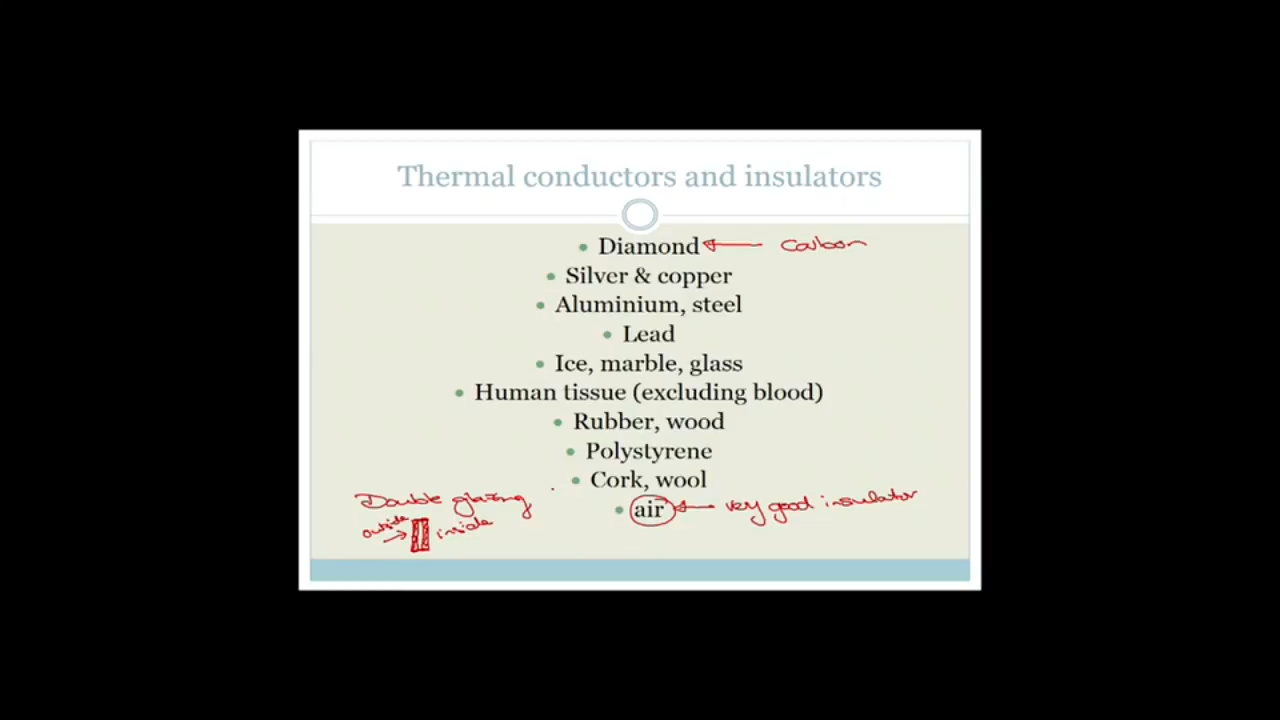 Thermal conductors and insulators
• Diamond ← Carbon
• Silver & copper
• Aluminium, steel
• Lead
• Ice, marble, glass
• Human tissue (excluding blood)
• Rubber, wood
• Polystyrene
• Cork, wool
Double glazing
• air ← very good insulator
outside → inside